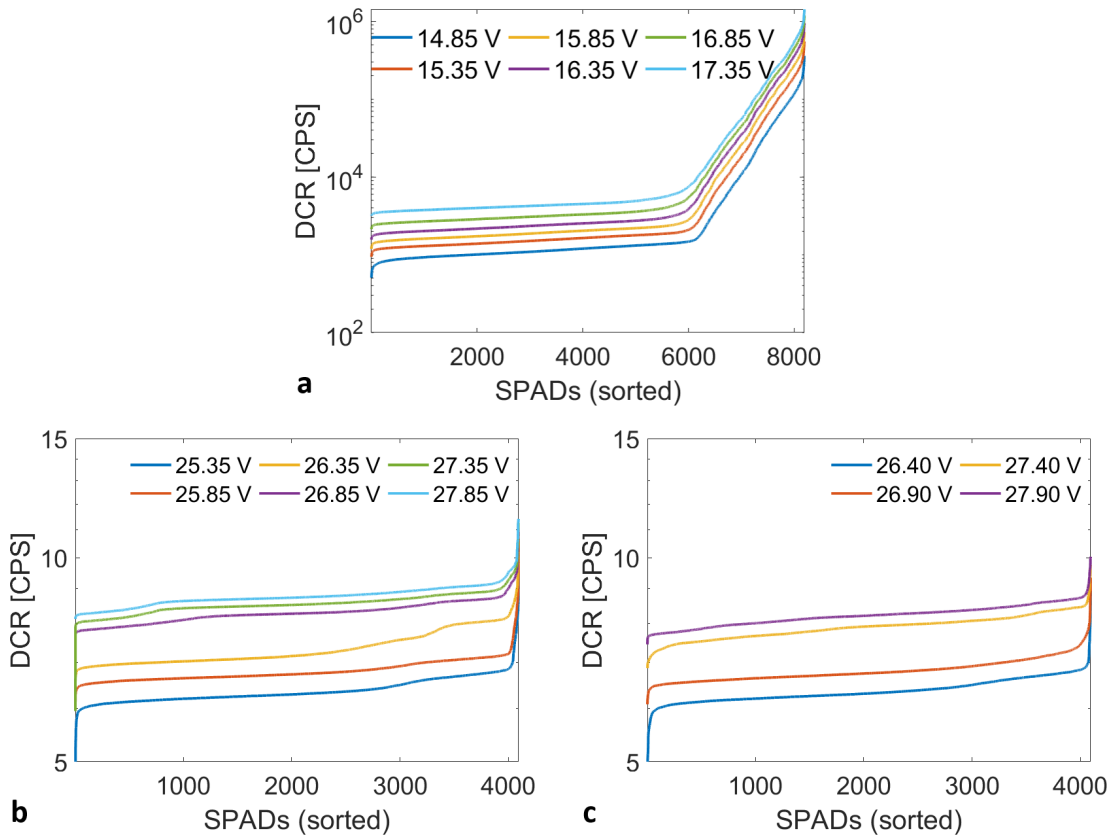 10^6
14.85 V 15.85 V 16.85 V
15.35 V 16.35 V 17.35 V
DCR [CPS]
10^4
10^2
2000 4000 6000 8000
SPADs (sorted)
a
15
25.35 V 26.35 V 27.35 V
25.85 V 26.85 V 27.85 V
10
DCR [CPS]
5
1000 2000 3000 4000
SPADs (sorted)
b
15
26.40 V 27.40 V
26.90 V 27.90 V
10
DCR [CPS]
5
1000 2000 3000 4000
SPADs (sorted)
c